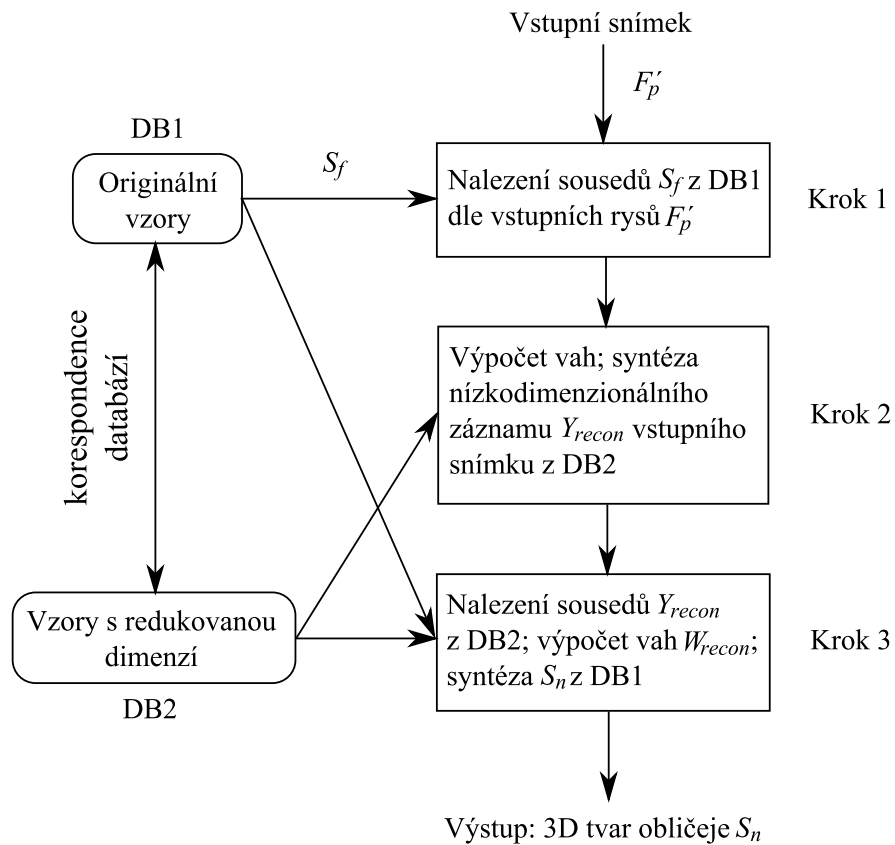 Vstupní snímek
F′p
DB1
Originální
vzory
Sf
Nalezení sousedů Sf z DB1
dle vstupních rysů F′p
Krok 1
korespondence
databází
Výpočet vah; syntéza
nízkodimenzionálního
záznamu Yrecon vstupního
snímku z DB2
Krok 2
Vzory s redukovanou
dimenzí
DB2
Nalezení sousedů Yrecon
z DB2; výpočet vah Wrecon;
syntéza Sn z DB1
Krok 3
Výstup: 3D tvar obličeje Sn